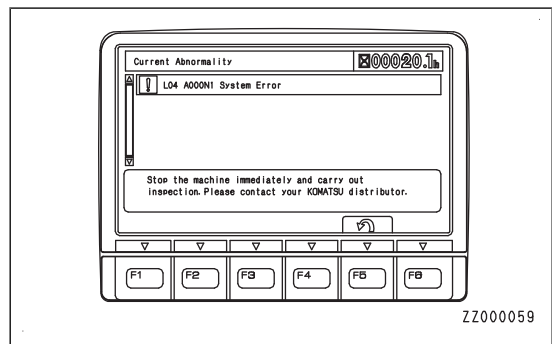 Current Abnormality
00020.1h
L04 A000N1 System Error
Stop the machine immediately and carry out
inspection. Please contact your KOMATSU distributor.
F1 F2 F3 F4 F5 F6
ZZ000059